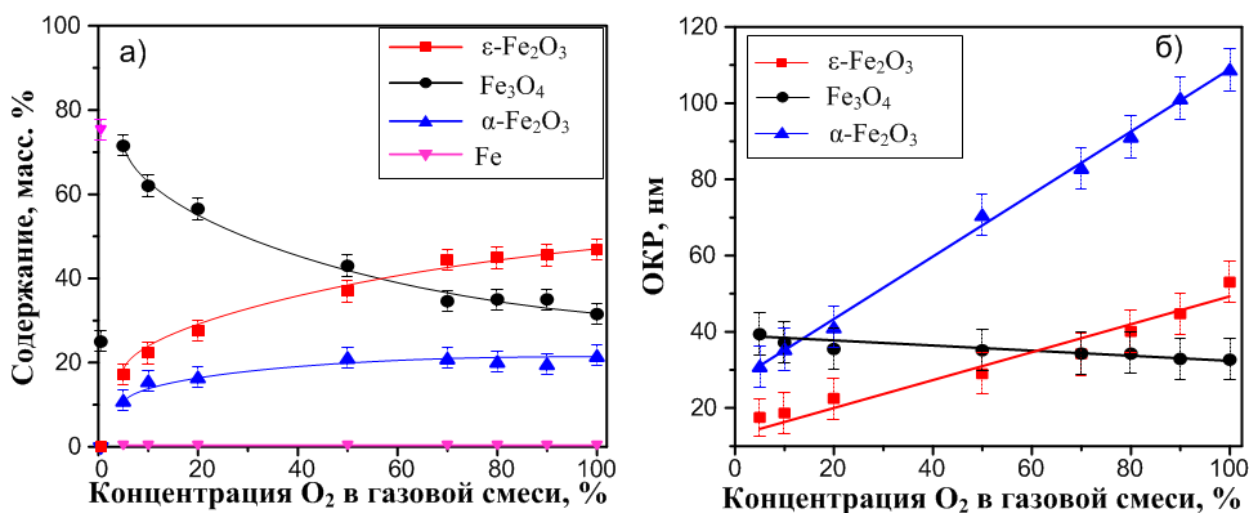 а)
ε-Fe₂O₃
Fe₃O₄
α-Fe₂O₃
Fe
Содержание, масс. %
100
80
60
40
20
0
0 20 40 60 80 100
Концентрация O₂ в газовой смеси, %
б)
ε-Fe₂O₃
Fe₃O₄
α-Fe₂O₃
ОКР, нм
120
100
80
60
40
20
0 20 40 60 80 100
Концентрация O₂ в газовой смеси, %